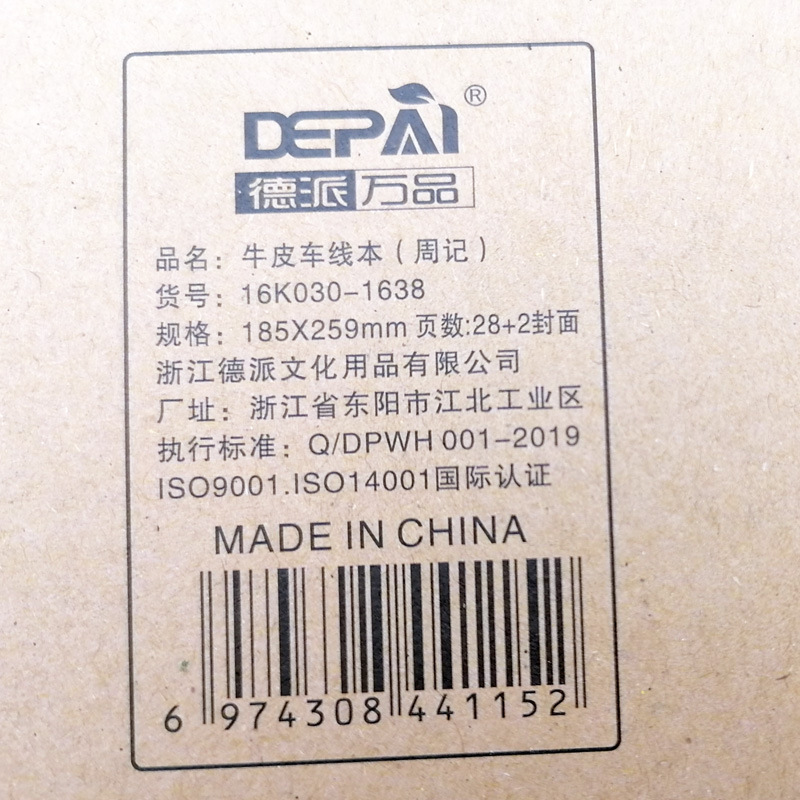 DEPAI®
德派万品
品名：牛皮车线本（周记）
货号：16K030-1638
规格：185X259mm 页数:28+2封面
浙江德派文化用品有限公司
厂址：浙江省东阳市江北工业区
执行标准：Q/DPWH 001-2019
ISO9001.ISO14001国际认证
MADE IN CHINA
6 974308 441152